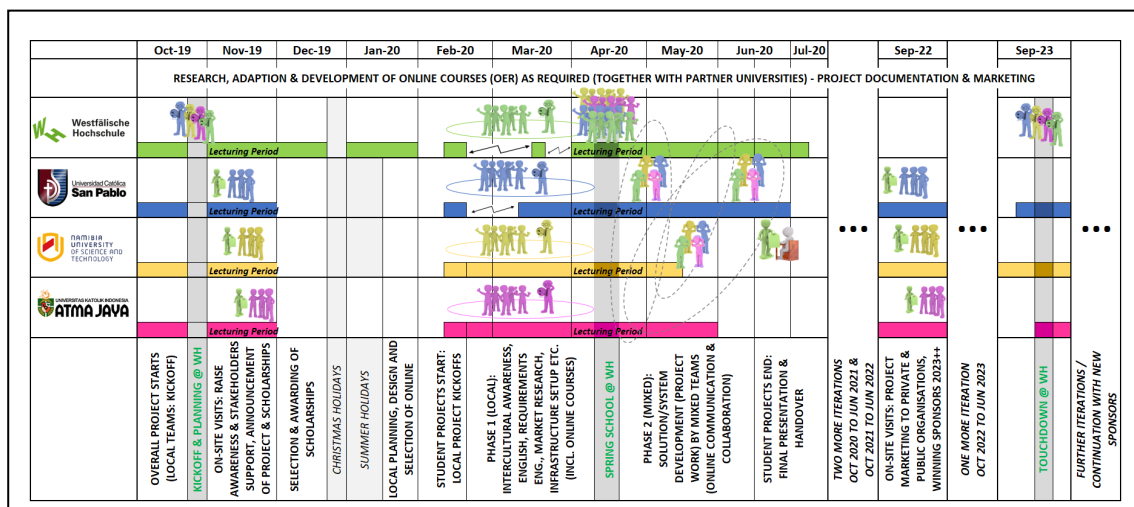 Oct-19 Nov-19 Dec-19 Jan-20 Feb-20 Mar-20 Apr-20 May-20 Jun-20 Jul-20 Sep-22 Sep-23
RESEARCH, ADAPTION & DEVELOPMENT OF ONLINE COURSES (OER) AS REQUIRED (TOGETHER WITH PARTNER UNIVERSITIES) - PROJECT DOCUMENTATION & MARKETING
WH
Westfälische
Hochschule
Lecturing Period
Lecturing Period
Universidad Católica
San Pablo
Lecturing Period
Lecturing Period
NAMIBIA
UNIVERSITY
OF SCIENCE AND
TECHNOLOGY
Lecturing Period
Lecturing Period
UNIVERSITAS KATOLIK INDONESIA
ATMA JAYA
Lecturing Period
Lecturing Period
... ... ...
OVERALL PROJECT STARTS
(LOCAL TEAMS: KICKOFF)
KICKOFF & PLANNING @ WH
ON-SITE VISITS: RAISE
AWARENESS & STAKEHOLDERS
SUPPORT, ANNOUNCEMENT
OF PROJECT & SCHOLARSHIPS
SELECTION & AWARDING OF
SCHOLARSHIPS
CHRISTMAS HOLIDAYS
SUMMER HOLIDAYS
LOCAL PLANNING, DESIGN AND
SELECTION OF ONLINE
STUDENT PROJECTS START:
LOCAL PROJECT KICKOFFS
PHASE 1 (LOCAL):
INTERCULTURAL AWARENESS,
ENGLISH, REQUIREMENTS
ENG., MARKET RESEARCH,
INFRASTRUCTURE SETUP ETC.
(INCL. ONLINE COURSES)
SPRING SCHOOL @ WH
PHASE 2 (MIXED):
SOLUTION/SYSTEM
DEVELOPMENT (PROJECT
WORK) BY MIXED TEAMS
(ONLINE COMMUNICATION &
COLLABORATION)
STUDENT PROJECTS END:
FINAL PRESENTATION &
HANDOVER
TWO MORE ITERATIONS
OCT 2020 TO JUN 2021 &
OCT 2021 TO JUN 2022
ON-SITE VISITS: PROJECT
MARKETING TO PRIVATE &
PUBLIC ORGANISATIONS,
WINNING SPONSORS 2023++
ONE MORE ITERATION
OCT 2022 TO JUN 2023
TOUCHDOWN @ WH
FURTHER ITERATIONS /
CONTINUATION WITH NEW
SPONSORS